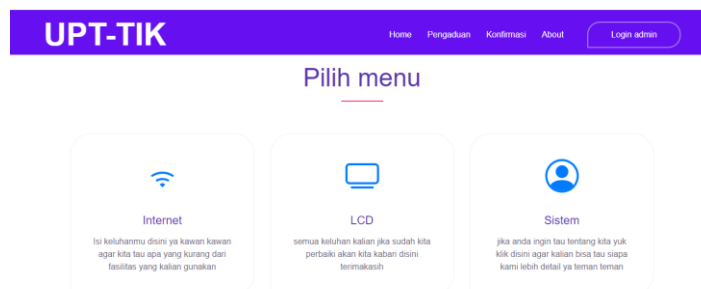 UPT-TIK
Home Pengaduan Konfirmasi About Login admin
Pilih menu
Internet
Isi keluhanmu disini ya kawan kawan
agar kita tau apa yang kurang dari
fasilitas yang kalian gunakan
LCD
semua keluhan kalian jika sudah kita
perbaiki akan kita kabari disini
terimakasih
Sistem
jika anda ingin tau tentang kita yuk
klik disini agar kalian bisa tau siapa
kami lebih detail ya teman teman